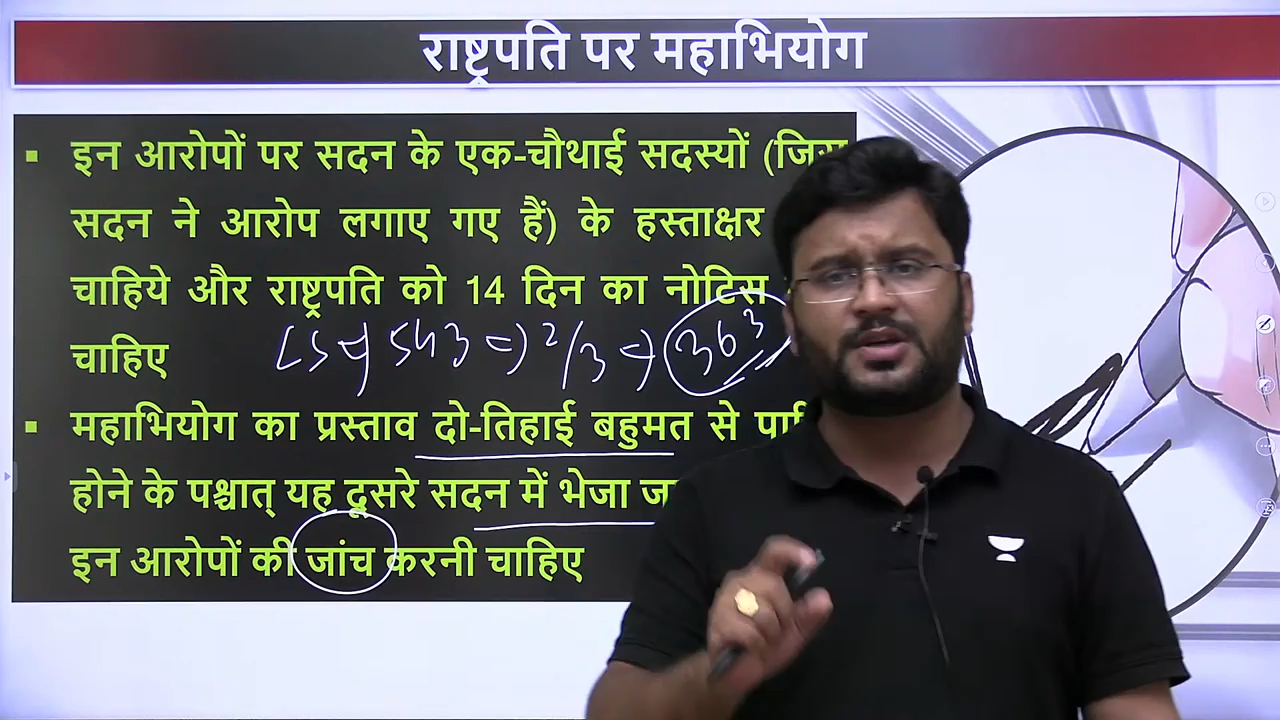 राष्ट्रपति पर महाभियोग
इन आरोपों पर सदन के एक-चौथाई सदस्यों (जिस
सदन ने आरोप लगाए गए हैं) के हस्ताक्षर
चाहिये और राष्ट्रपति को 14 दिन का नोटिस
चाहिए
LS → 543 => 2/3 => 363
महाभियोग का प्रस्ताव दो-तिहाई बहुमत से
होने के पश्चात् यह दूसरे सदन में भेजा
इन आरोपों की जांच करनी चाहिए